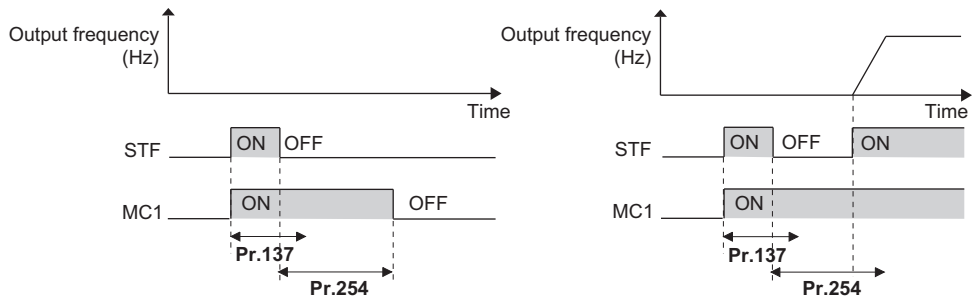 Output frequency
(Hz)
Time
STF
ON
OFF
MC1
ON
OFF
Pr.137
Pr.254
Output frequency
(Hz)
Time
STF
ON
OFF
ON
MC1
ON
Pr.137
Pr.254